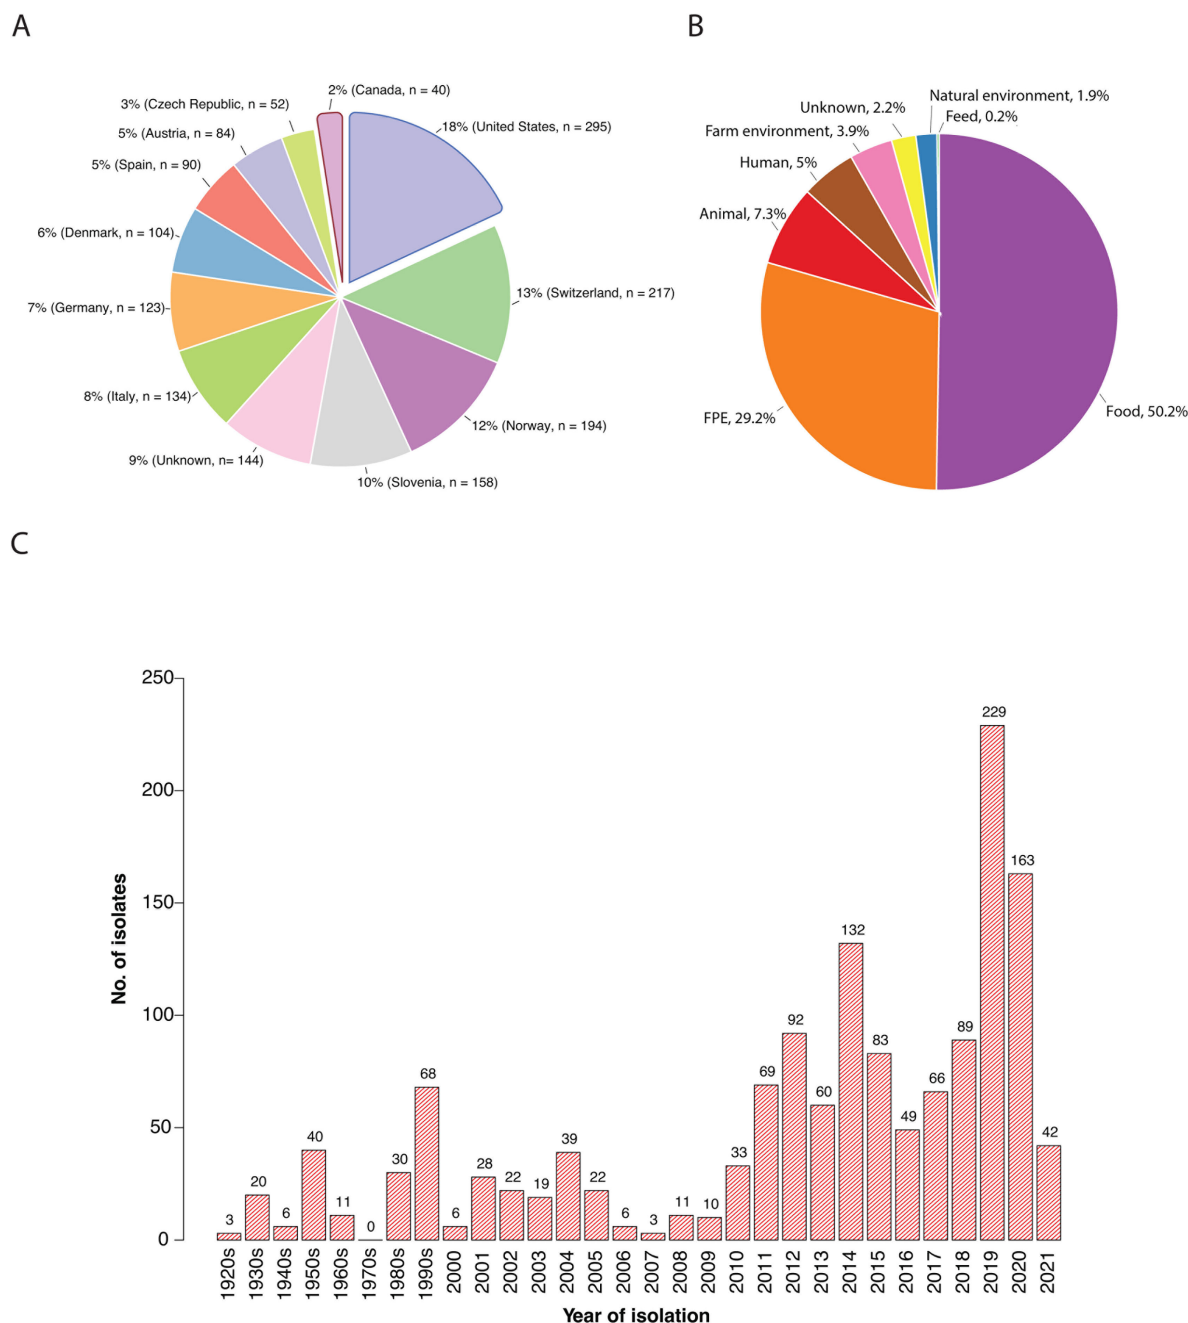 A
B
2% (Canada, n = 40)
3% (Czech Republic, n = 52)
18% (United States, n = 295)
5% (Austria, n = 84)
5% (Spain, n = 90)
6% (Denmark, n = 104)
13% (Switzerland, n = 217)
7% (Germany, n = 123)
8% (Italy, n = 134)
12% (Norway, n = 194)
9% (Unknown, n= 144)
10% (Slovenia, n = 158)
Natural environment, 1.9%
Unknown, 2.2%
Feed, 0.2%
Farm environment, 3.9%
Human, 5%
Animal, 7.3%
Food, 50.2%
FPE, 29.2%
C
No. of isolates
250
200
150
100
50
0
3 20 6 40 11 0 30 68 6 28 22 19 39 22 6 3 11 10 33 69 92 60 132 83 49 66 89 229 163 42
1920s 1930s 1940s 1950s 1960s 1970s 1980s 1990s 2000 2001 2002 2003 2004 2005 2006 2007 2008 2009 2010 2011 2012 2013 2014 2015 2016 2017 2018 2019 2020 2021
Year of isolation